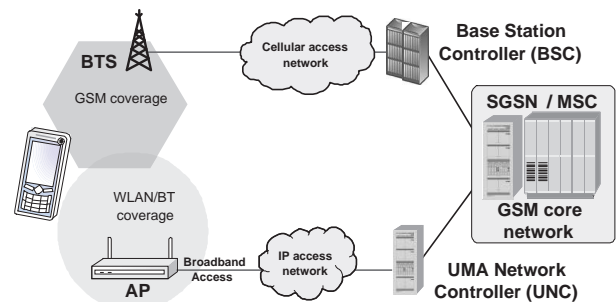 BTS
GSM coverage
Cellular access
network
Base Station
Controller (BSC)
SGSN / MSC
GSM core
network
WLAN/BT
coverage
AP
Broadband
Access
IP access
network
UMA Network
Controller (UNC)